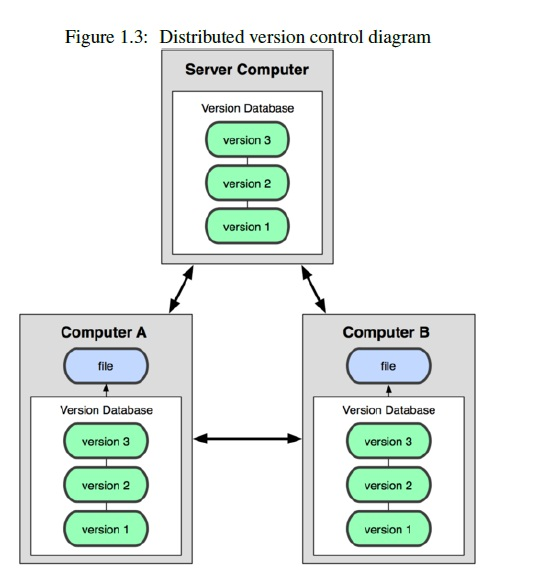 Figure 1.3: Distributed version control diagram
Server Computer
Version Database
version 3
version 2
version 1
Computer A
file
Version Database
version 3
version 2
version 1
Computer B
file
Version Database
version 3
version 2
version 1